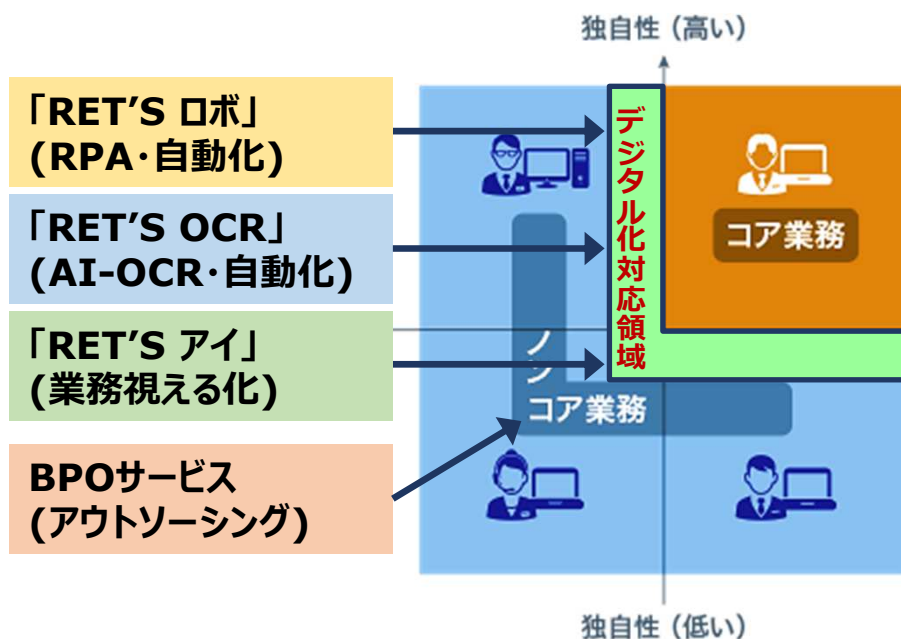 独自性（高い）
「RET’S ロボ」
(RPA・自動化)
「RET’S OCR」
(AI-OCR・自動化)
「RET’S アイ」
(業務視える化)
BPOサービス
(アウトソーシング)
デジタル化対応領域
コア業務
ノン
コア業務
独自性（低い）